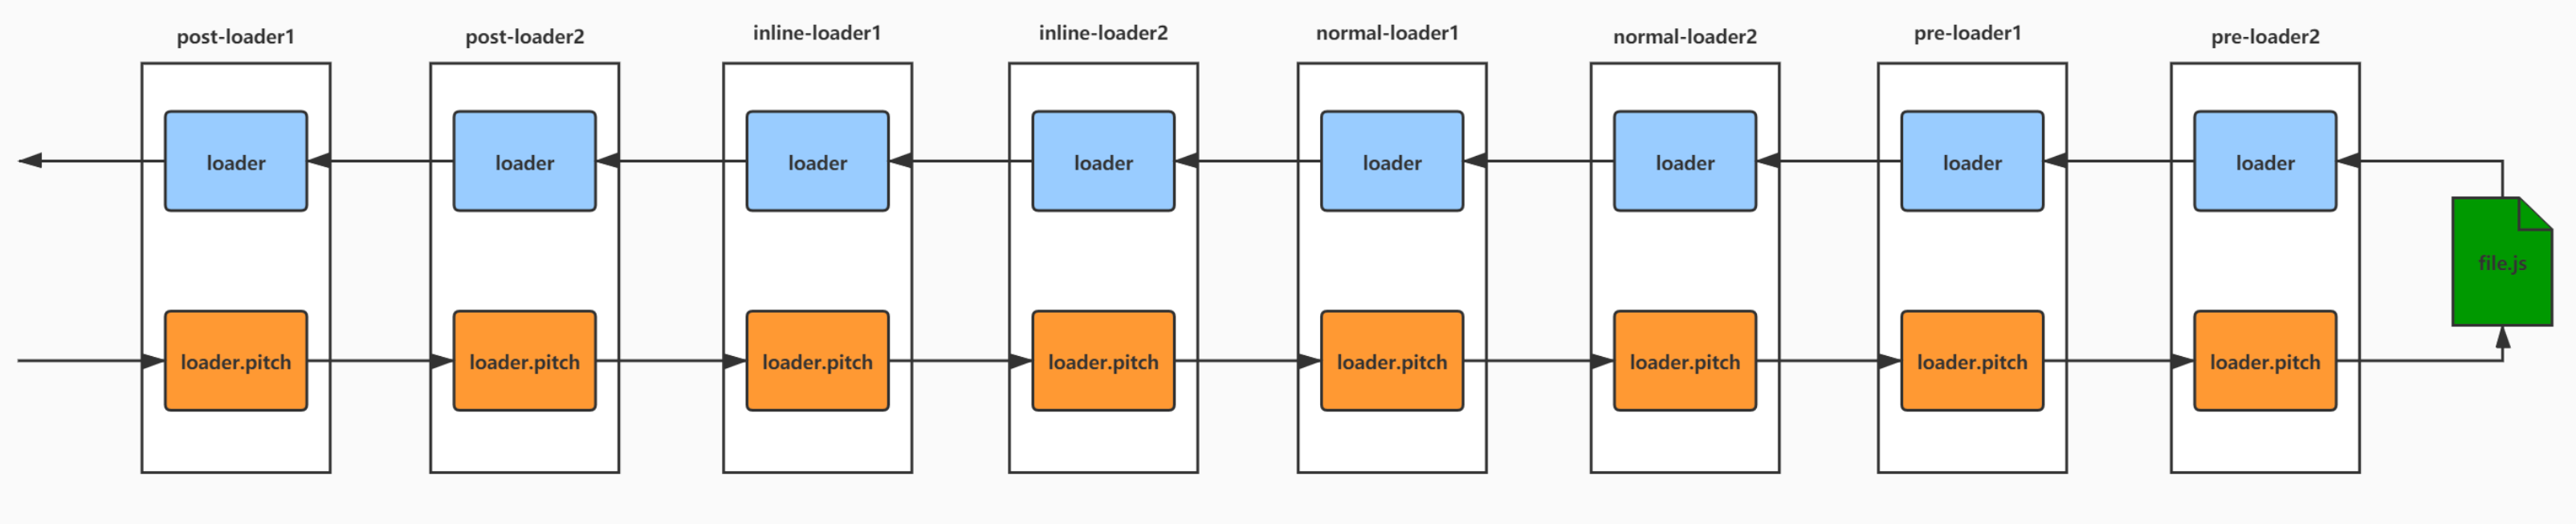 post-loader1
post-loader2
inline-loader1
inline-loader2
normal-loader1
normal-loader2
pre-loader1
pre-loader2
loader
loader
loader
loader
loader
loader
loader
loader
file.js
loader.pitch
loader.pitch
loader.pitch
loader.pitch
loader.pitch
loader.pitch
loader.pitch
loader.pitch